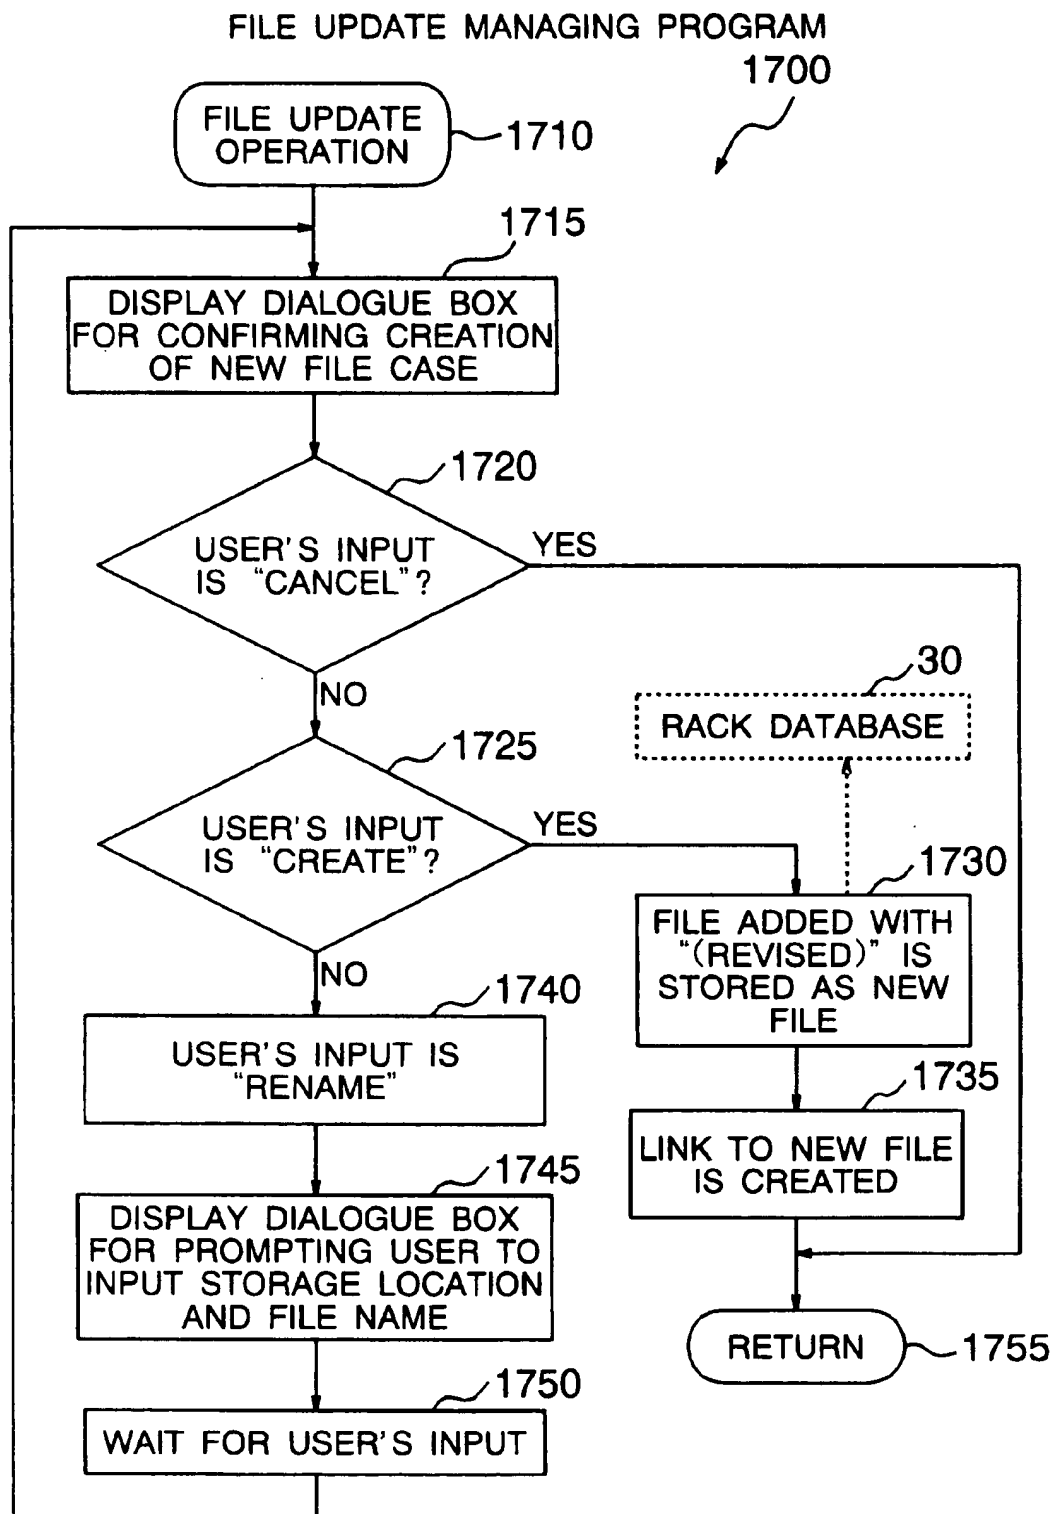 FILE UPDATE MANAGING PROGRAM
1700
FILE UPDATE
OPERATION
1710
1715
DISPLAY DIALOGUE BOX
FOR CONFIRMING CREATION
OF NEW FILE CASE
1720
USER'S INPUT
IS "CANCEL"?
YES
NO
30
RACK DATABASE
1725
USER'S INPUT
IS "CREATE"?
YES
NO
1730
FILE ADDED WITH
"(REVISED)" IS
STORED AS NEW
FILE
1735
LINK TO NEW FILE
IS CREATED
1740
USER'S INPUT IS
"RENAME"
1745
DISPLAY DIALOGUE BOX
FOR PROMPTING USER TO
INPUT STORAGE LOCATION
AND FILE NAME
1750
WAIT FOR USER'S INPUT
RETURN
1755